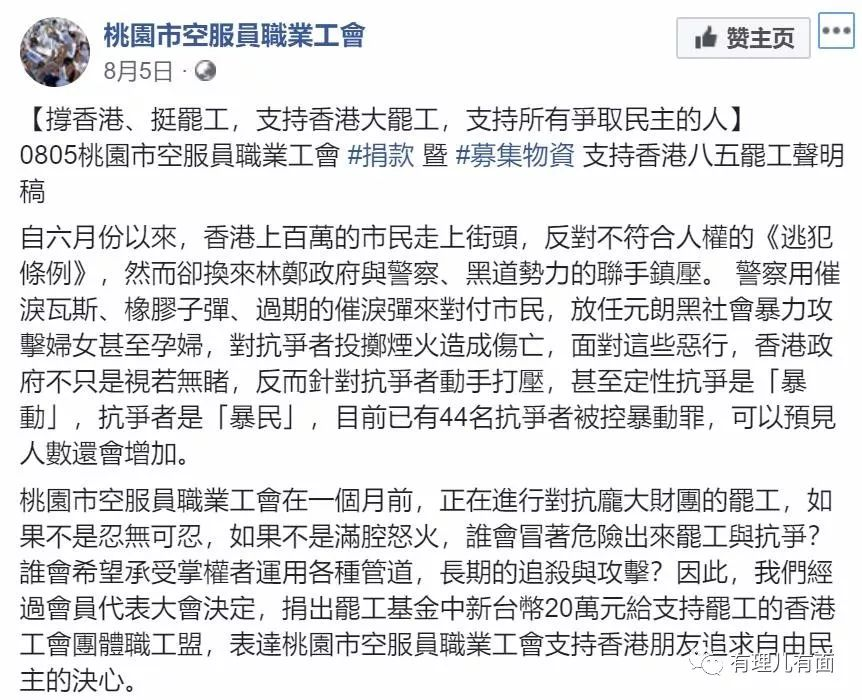 桃園市空服員職業工會
8月5日 ·
赞主页
【撐香港、挺罷工，支持香港大罷工，支持所有爭取民主的人】
0805桃園市空服員職業工會 #捐款 暨 #募集物資 支持香港八五罷工聲明
稿
自六月份以來，香港上百萬的市民走上街頭，反對不符合人權的《逃犯
條例》，然而卻換來林鄭政府與警察、黑道勢力的聯手鎮壓。 警察用催
淚瓦斯、橡膠子彈、過期的催淚彈來對付市民，放任元朗黑社會暴力攻
擊婦女甚至孕婦，對抗爭者投擲煙火造成傷亡，面對這些惡行，香港政
府不只是視若無睹，反而針對抗爭者動手打壓，甚至定性抗爭是「暴
動」，抗爭者是「暴民」，目前已有44名抗爭者被控暴動罪，可以預見
人數還會增加。
桃園市空服員職業工會在一個月前，正在進行對抗龐大財團的罷工，如
果不是忍無可忍，如果不是滿腔怒火，誰會冒著危險出來罷工與抗爭？
誰會希望承受掌權者運用各種管道，長期的追殺與攻擊？因此，我們經
過會員代表大會決定，捐出罷工基金中新台幣20萬元給支持罷工的香港
工會團體職工盟，表達桃園市空服員職業工會支持香港朋友追求自由民
主的決心。
有理儿有面